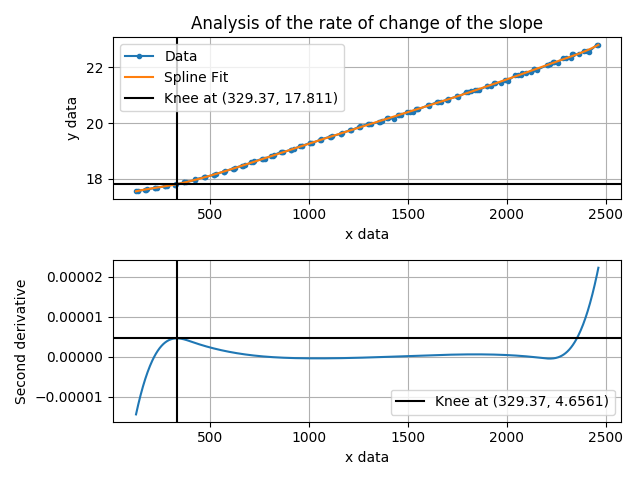 Analysis of the rate of change of the slope
Data
Spline Fit
Knee at (329.37, 17.811)
22
20
18
y data
500
1000
1500
2000
2500
x data
0.00002
0.00001
0.00000
−0.00001
Second derivative
Knee at (329.37, 4.6561)
500
1000
1500
2000
2500
x data